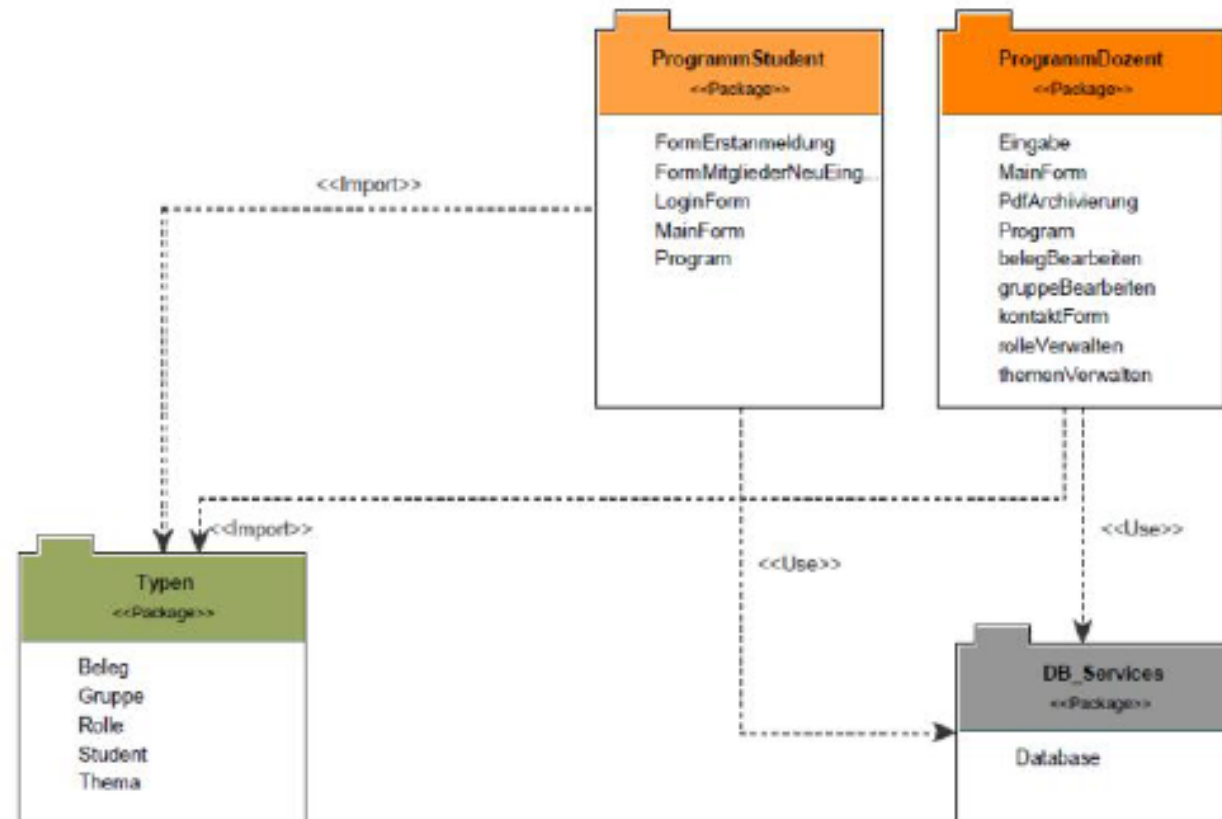 ProgrammStudent
<<Package>>
FormErstanmeldung
FormMitgliederNeuEing...
LoginForm
MainForm
Program
ProgrammDozent
<<Package>>
Eingabe
MainForm
PdfArchivierung
Program
belegBearbeiten
gruppeBearbeiten
kontaktForm
rolleVerwalten
themenVerwalten
<<Import>>
<<Import>>
<<Use>>
<<Use>>
Typen
<<Package>>
Beleg
Gruppe
Rolle
Student
Thema
DB_Services
<<Package>>
Database